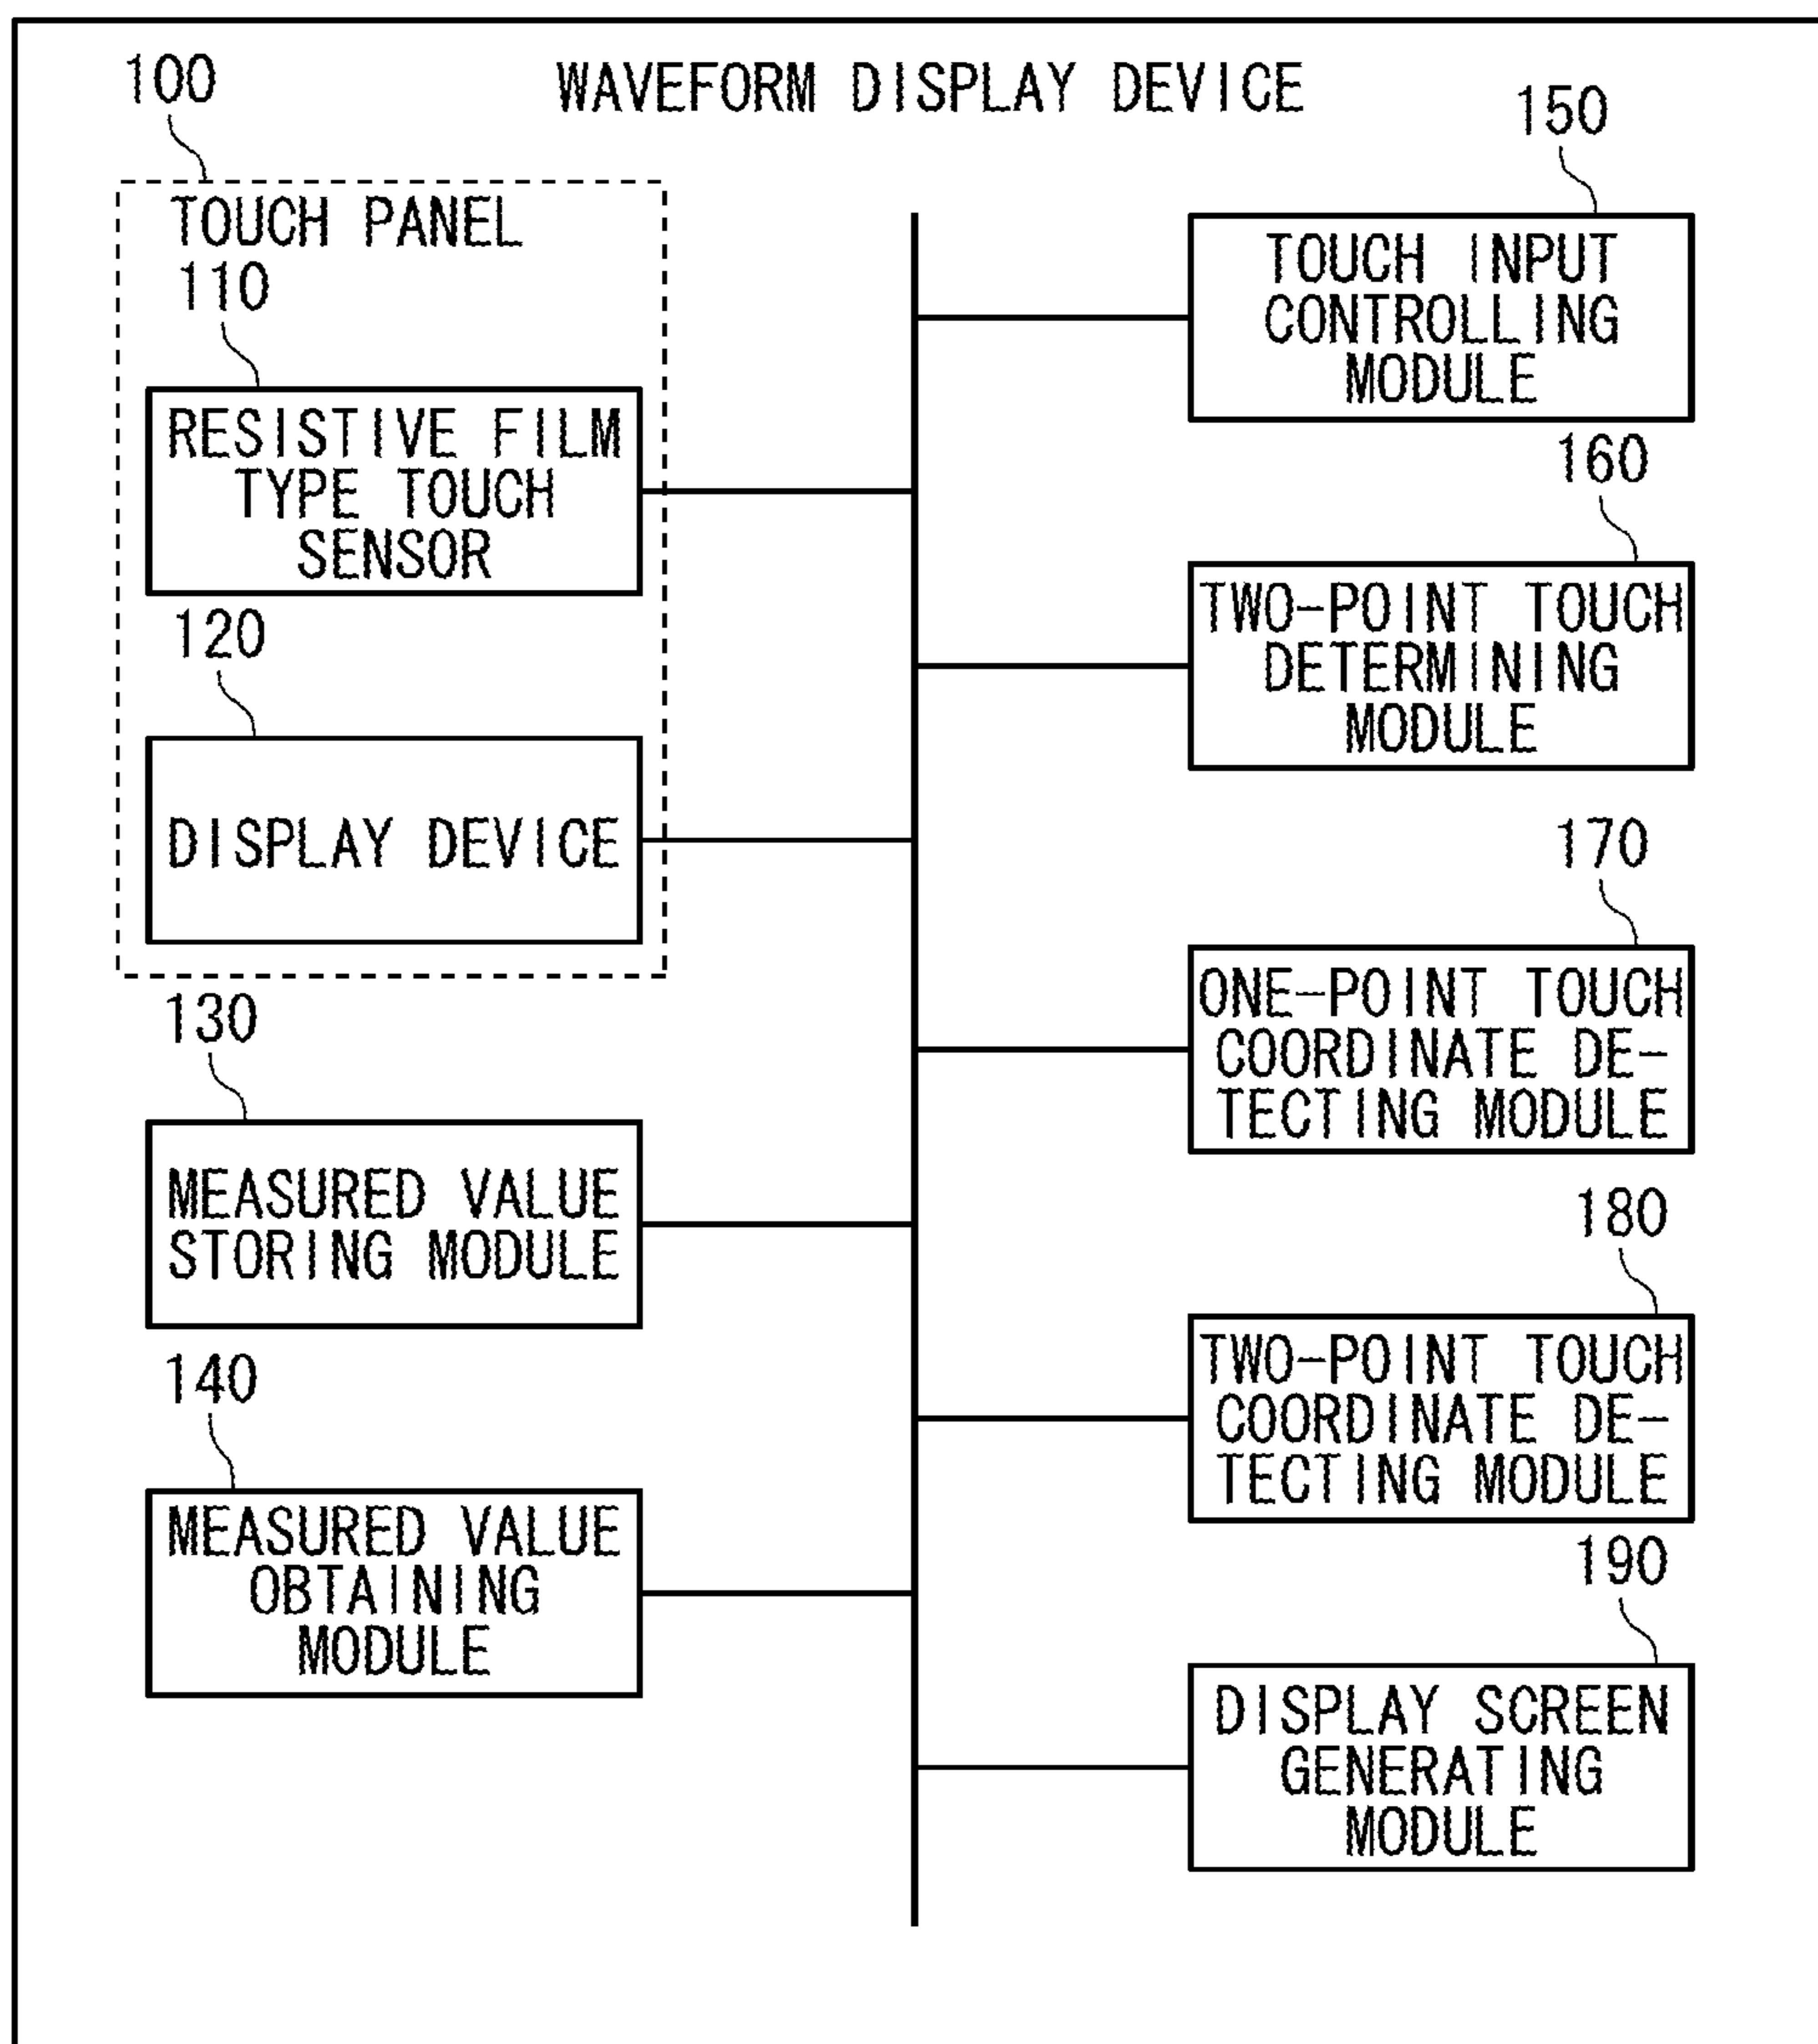 WAVEFORM DISPLAY DEVICE
100
TOUCH PANEL
110
RESISTIVE FILM
TYPE TOUCH
SENSOR
120
DISPLAY DEVICE
130
MEASURED VALUE
STORING MODULE
140
MEASURED VALUE
OBTAINING
MODULE
150
TOUCH INPUT
CONTROLLING
MODULE
160
TWO-POINT TOUCH
DETERMINING
MODULE
170
ONE-POINT TOUCH
COORDINATE DE-
TECTING MODULE
180
TWO-POINT TOUCH
COORDINATE DE-
TECTING MODULE
190
DISPLAY SCREEN
GENERATING
MODULE